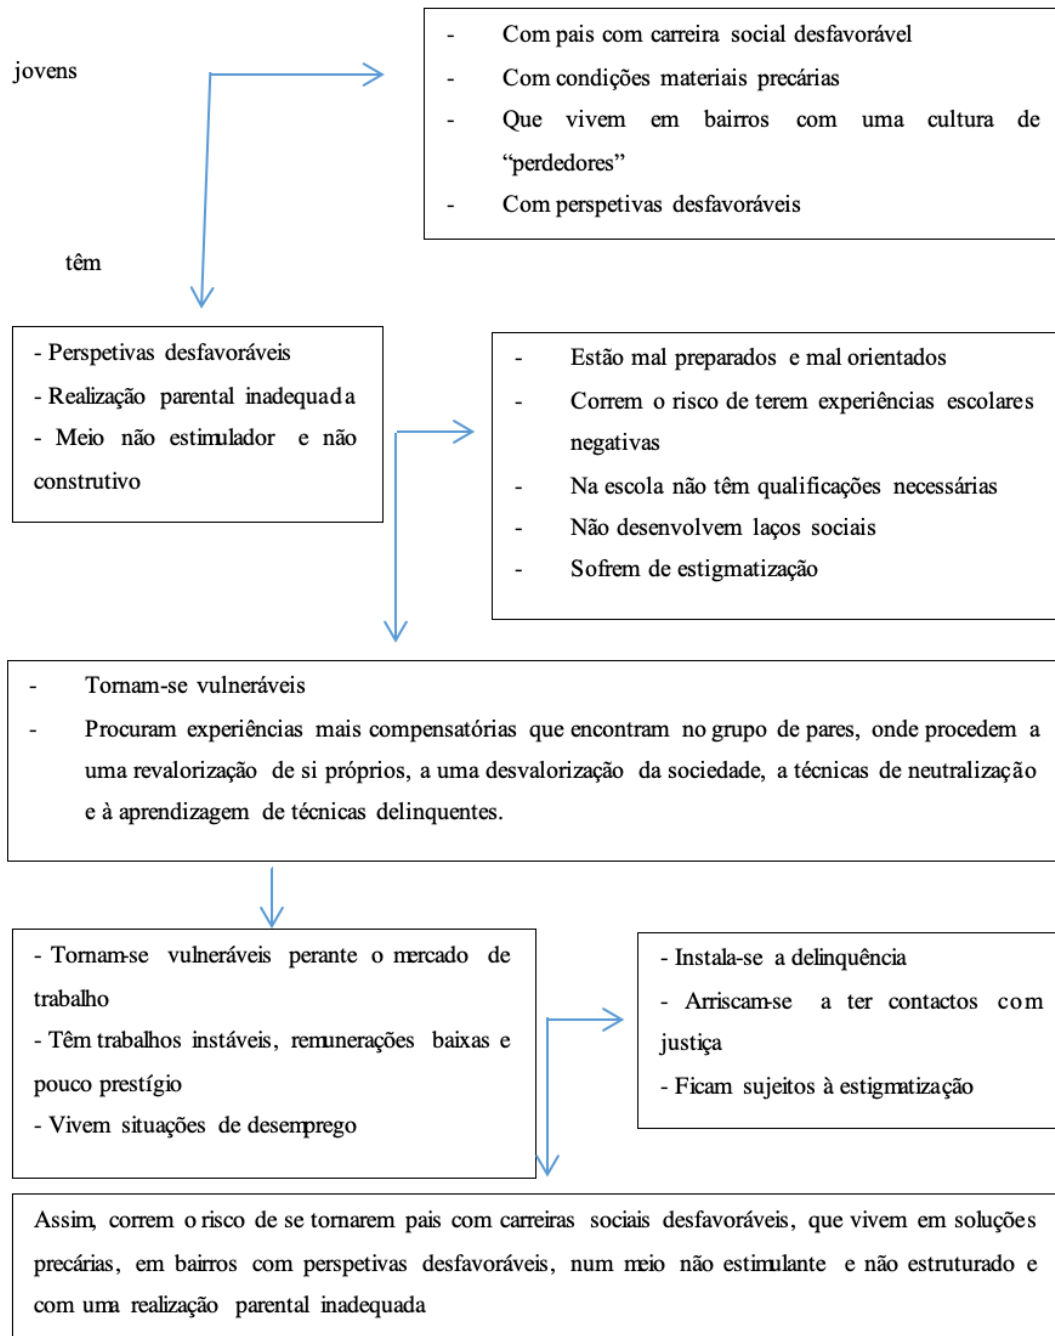 jovens
- Com pais com carreira social desfavorável
- Com condições materiais precárias
- Que vivem em bairros com uma cultura de
“perdedores”
- Com perspetivas desfavoráveis
têm
- Perspetivas desfavoráveis
- Realização parental inadequada
- Meio não estimulador e não
construtivo
- Estão mal preparados e mal orientados
- Correm o risco de terem experiências escolares
negativas
- Na escola não têm qualificações necessárias
- Não desenvolvem laços sociais
- Sofrem de estigmatização
- Tornam-se vulneráveis
- Procuram experiências mais compensatórias que encontram no grupo de pares, onde procedem a
uma revalorização de si próprios, a uma desvalorização da sociedade, a técnicas de neutralização
e à aprendizagem de técnicas delinquentes.
- Tornam-se vulneráveis perante o mercado de
trabalho
- Têm trabalhos instáveis, remunerações baixas e
pouco prestígio
- Vivem situações de desemprego
- Instala-se a delinquência
- Arriscam-se a ter contactos com
justiça
- Ficam sujeitos à estigmatização
Assim, correm o risco de se tornarem pais com carreiras sociais desfavoráveis, que vivem em soluções
precárias, em bairros com perspetivas desfavoráveis, num meio não estimulante e não estruturado e
com uma realização parental inadequada